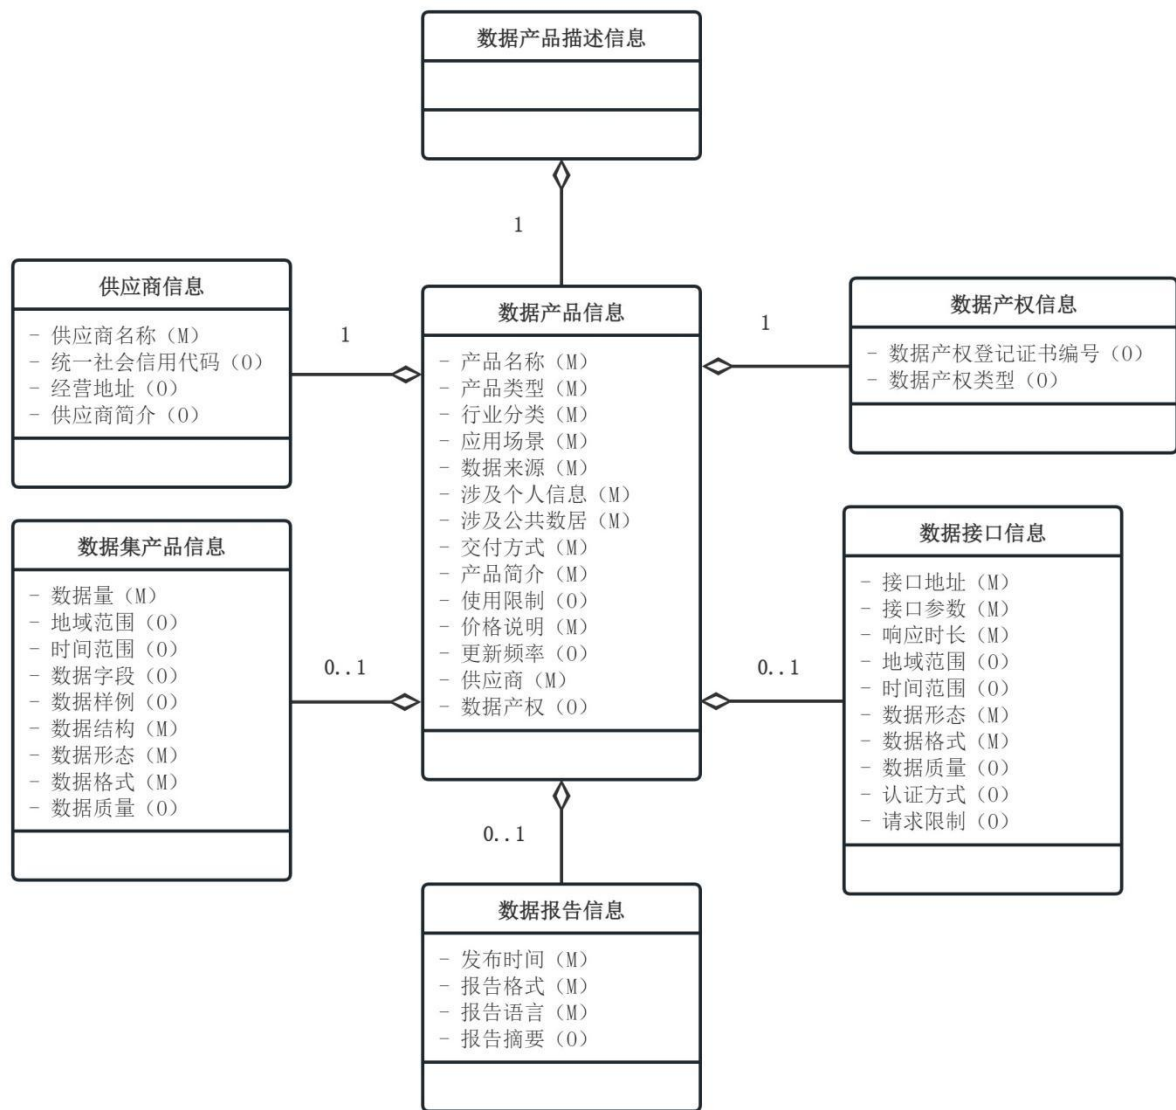 数据产品描述信息
1
供应商信息
- 供应商名称（M）
- 统一社会信用代码（O）
- 经营地址（O）
- 供应商简介（O）
1
数据产品信息
- 产品名称（M）
- 产品类型（M）
- 行业分类（M）
- 应用场景（M）
- 数据来源（M）
- 涉及个人信息（M）
- 涉及公共数居（M）
- 交付方式（M）
- 产品简介（M）
- 使用限制（O）
- 价格说明（M）
- 更新频率（O）
- 供应商（M）
- 数据产权（O）
1
数据产权信息
- 数据产权登记证书编号（O）
- 数据产权类型（O）
数据集产品信息
- 数据量（M）
- 地域范围（O）
- 时间范围（O）
- 数据字段（O）
- 数据样例（O）
- 数据结构（M）
- 数据形态（M）
- 数据格式（M）
- 数据质量（O）
0..1
0..1
数据接口信息
- 接口地址（M）
- 接口参数（M）
- 响应时长（M）
- 地域范围（O）
- 时间范围（O）
- 数据形态（M）
- 数据格式（M）
- 数据质量（O）
- 认证方式（O）
- 请求限制（O）
0..1
数据报告信息
- 发布时间（M）
- 报告格式（M）
- 报告语言（M）
- 报告摘要（O）